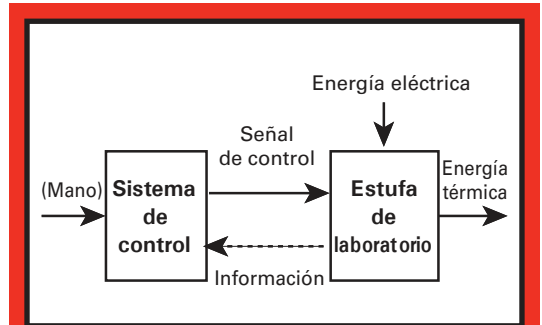 Energía eléctrica
Señal
de control
Energía
térmica
(Mano)
Sistema
de
control
Estufa
de
laboratorio
Información